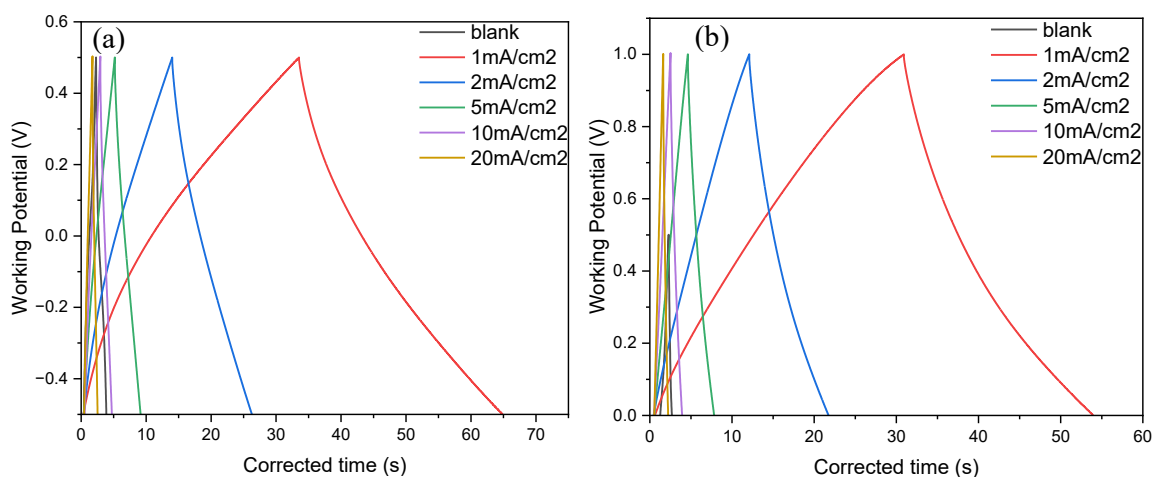 (a)
blank
1mA/cm2
2mA/cm2
5mA/cm2
10mA/cm2
20mA/cm2
0.6
0.4
0.2
0.0
−0.2
−0.4
Working Potential (V)
0 10 20 30 40 50 60 70
Corrected time (s)
(b)
blank
1mA/cm2
2mA/cm2
5mA/cm2
10mA/cm2
20mA/cm2
1.0
0.8
0.6
0.4
0.2
0.0
Working Potential (V)
0 10 20 30 40 50 60
Corrected time (s)